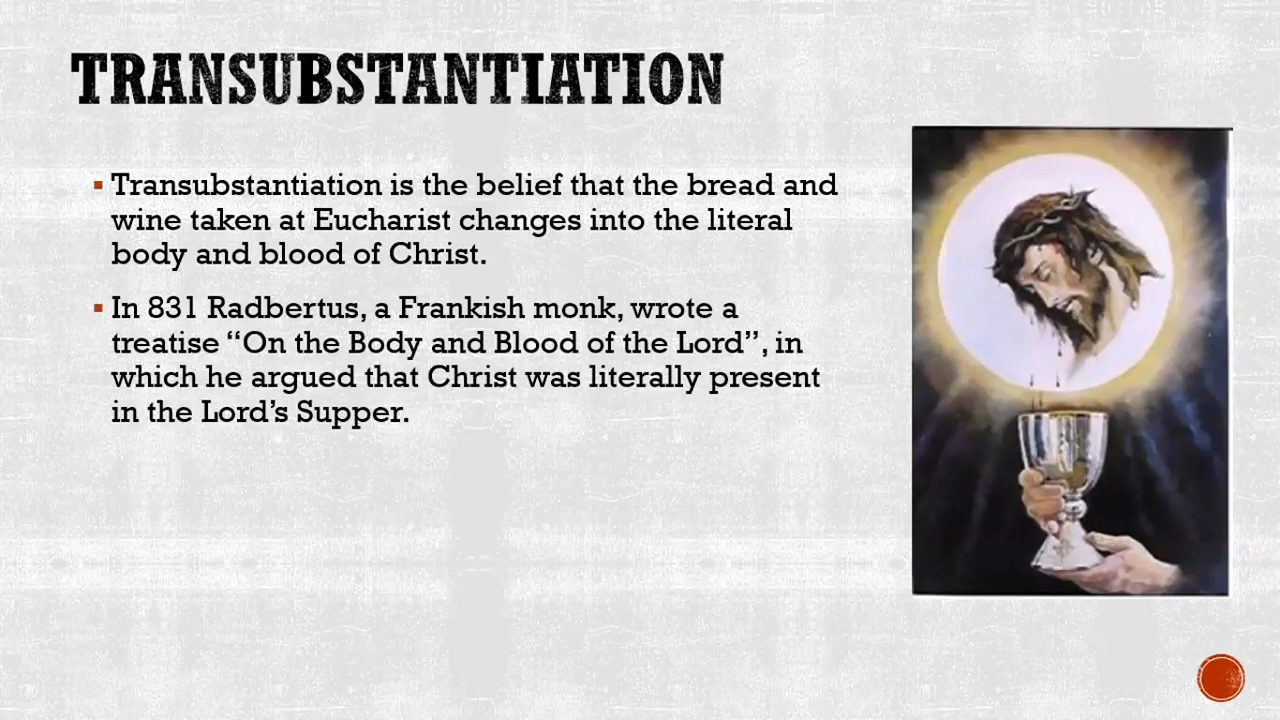 TRANSUBSTANTIATION
▪ Transubstantiation is the belief that the bread and
wine taken at Eucharist changes into the literal
body and blood of Christ.
▪ In 831 Radbertus, a Frankish monk, wrote a
treatise “On the Body and Blood of the Lord”, in
which he argued that Christ was literally present
in the Lord’s Supper.